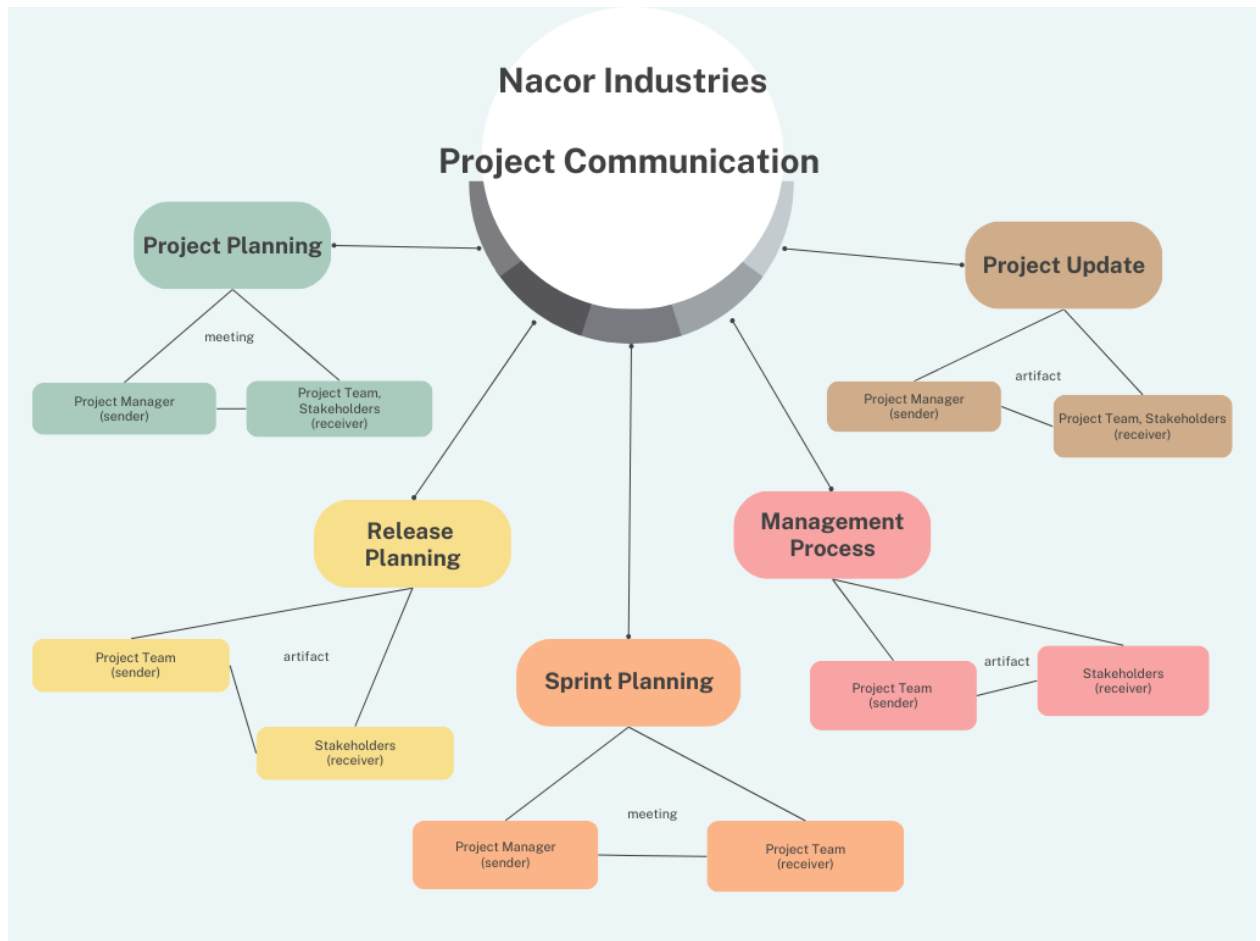 Nacor Industries
Project Communication
Project Planning
meeting
Project Manager
(sender)
Project Team,
Stakeholders
(receiver)
Project Update
artifact
Project Manager
(sender)
Project Team, Stakeholders
(receiver)
Release
Planning
artifact
Project Team
(sender)
Stakeholders
(receiver)
Management
Process
artifact
Project Team
(sender)
Stakeholders
(receiver)
Sprint Planning
meeting
Project Manager
(sender)
Project Team
(receiver)